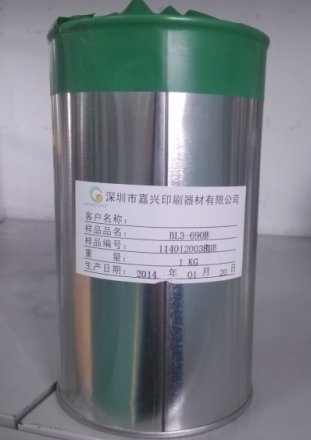 深圳市嘉兴印刷器材有限公司
客户名称:
样品品名: BL3-690B
样品编号:
重 量: 1 KG
生产日期: 2014 年 01 月 20 日